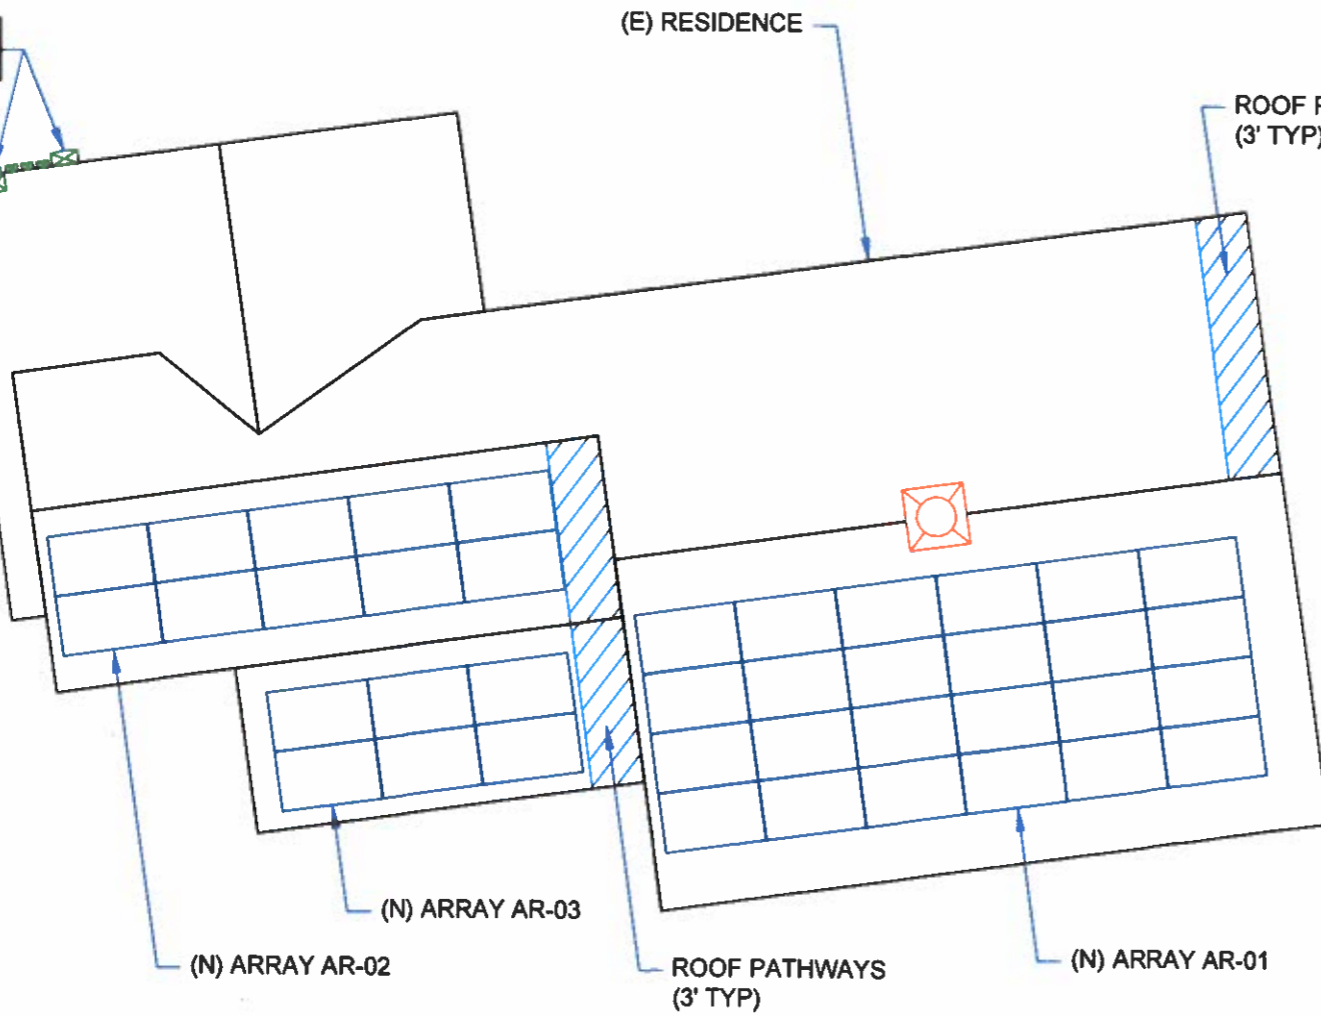 (E) RESIDENCE
ROOF
(3' TYP)
(N) ARRAY AR-03
(N) ARRAY AR-02
ROOF PATHWAYS
(3' TYP)
(N) ARRAY AR-01